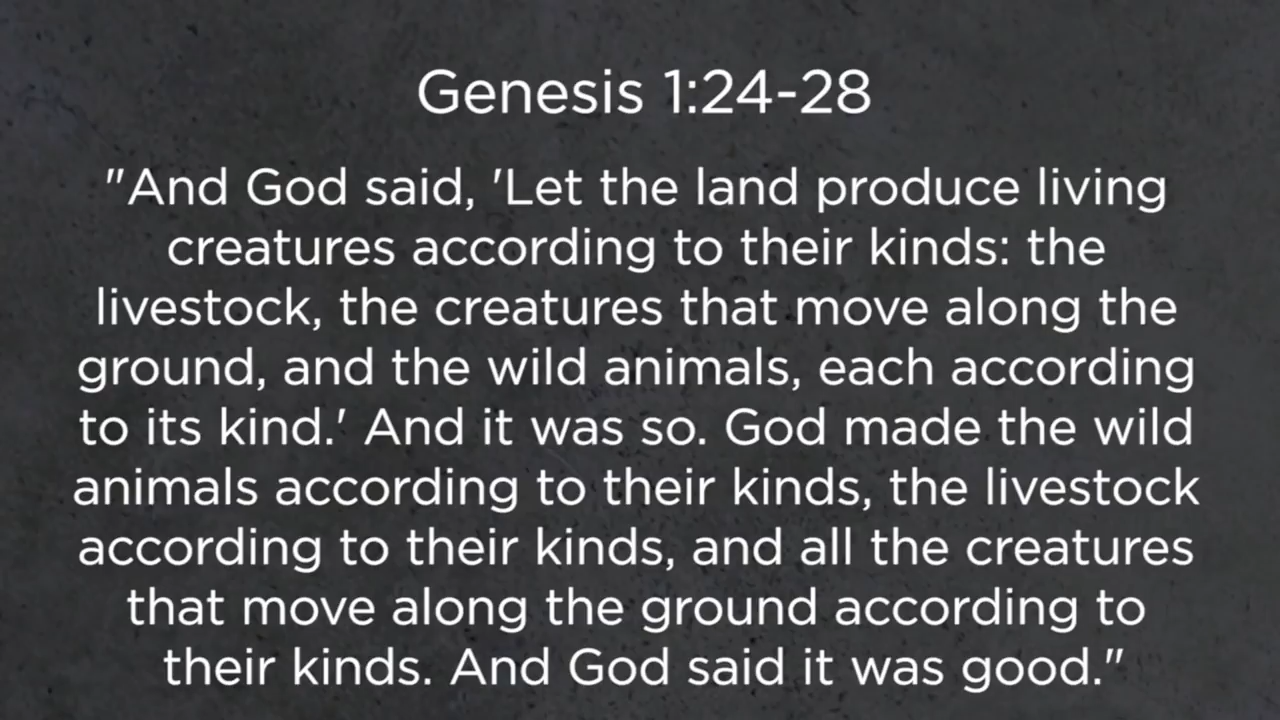 Genesis 1:24-28
"And God said, 'Let the land produce living
creatures according to their kinds: the
livestock, the creatures that move along the
ground, and the wild animals, each according
to its kind.' And it was so. God made the wild
animals according to their kinds, the livestock
according to their kinds, and all the creatures
that move along the ground according to
their kinds. And God said it was good."